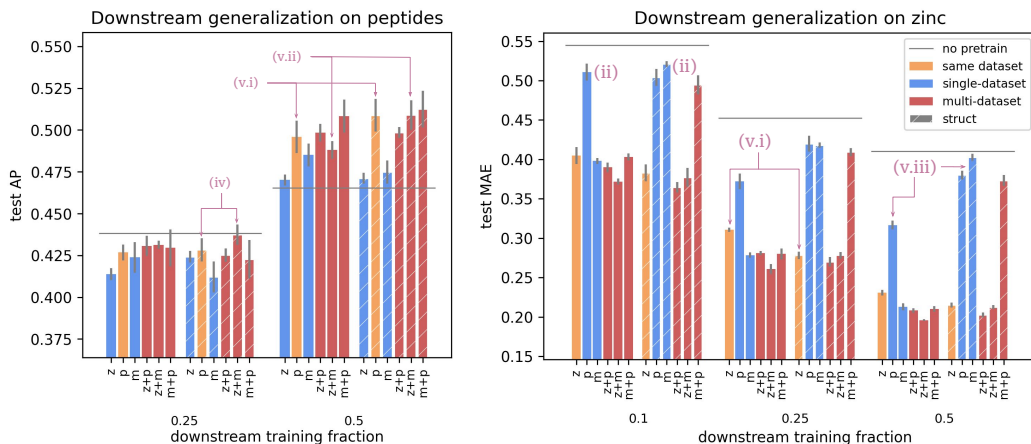 Downstream generalization on peptides
test AP
0.550
0.525
0.500
0.475
0.450
0.425
0.400
0.375
(v.ii)
(v.i)
(iv)
z
p
m
z+p
z+m
m+p
z
p
m
z+p
z+m
m+p
z
p
m
z+p
z+m
m+p
z
p
m
z+p
z+m
m+p
0.25
0.5
downstream training fraction
Downstream generalization on zinc
test MAE
0.55
0.50
0.45
0.40
0.35
0.30
0.25
0.20
0.15
(ii)
(ii)
(v.i)
(v.iii)
no pretrain
same dataset
single-dataset
multi-dataset
struct
z
p
m
z+p
z+m
m+p
z
p
m
z+p
z+m
m+p
z
p
m
z+p
z+m
m+p
z
p
m
z+p
z+m
m+p
z
p
m
z+p
z+m
m+p
z
p
m
z+p
z+m
m+p
0.1
0.25
0.5
downstream training fraction